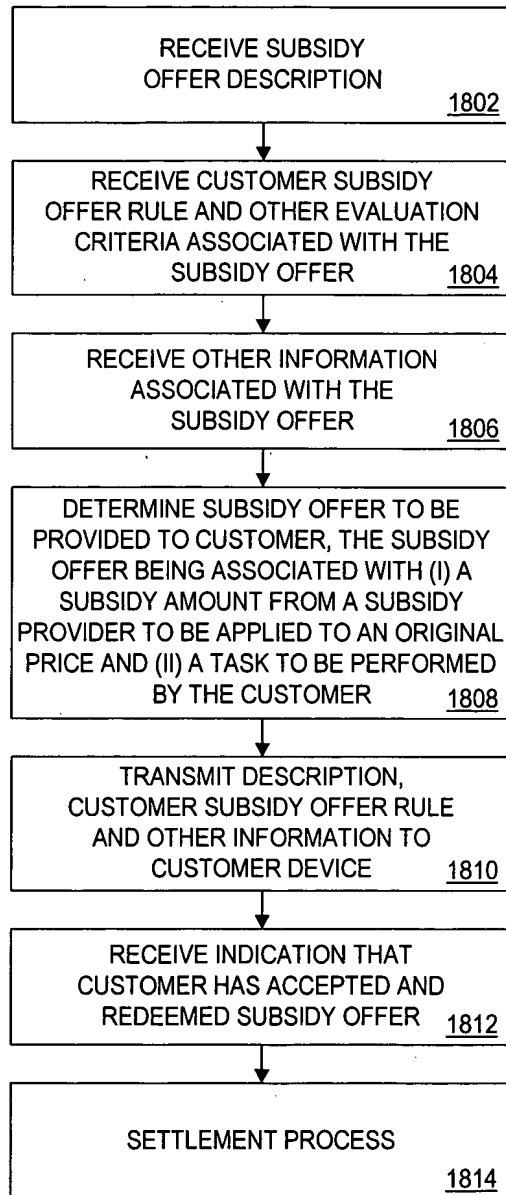 RECEIVE SUBSIDY
OFFER DESCRIPTION
1802
RECEIVE CUSTOMER SUBSIDY
OFFER RULE AND OTHER EVALUATION
CRITERIA ASSOCIATED WITH THE
SUBSIDY OFFER
1804
RECEIVE OTHER INFORMATION
ASSOCIATED WITH THE
SUBSIDY OFFER
1806
DETERMINE SUBSIDY OFFER TO BE
PROVIDED TO CUSTOMER, THE SUBSIDY
OFFER BEING ASSOCIATED WITH (I) A
SUBSIDY AMOUNT FROM A SUBSIDY
PROVIDER TO BE APPLIED TO AN ORIGINAL
PRICE AND (II) A TASK TO BE PERFORMED
BY THE CUSTOMER
1808
TRANSMIT DESCRIPTION,
CUSTOMER SUBSIDY OFFER RULE
AND OTHER INFORMATION TO
CUSTOMER DEVICE
1810
RECEIVE INDICATION THAT
CUSTOMER HAS ACCEPTED AND
REDEEMED SUBSIDY OFFER
1812
SETTLEMENT PROCESS
1814